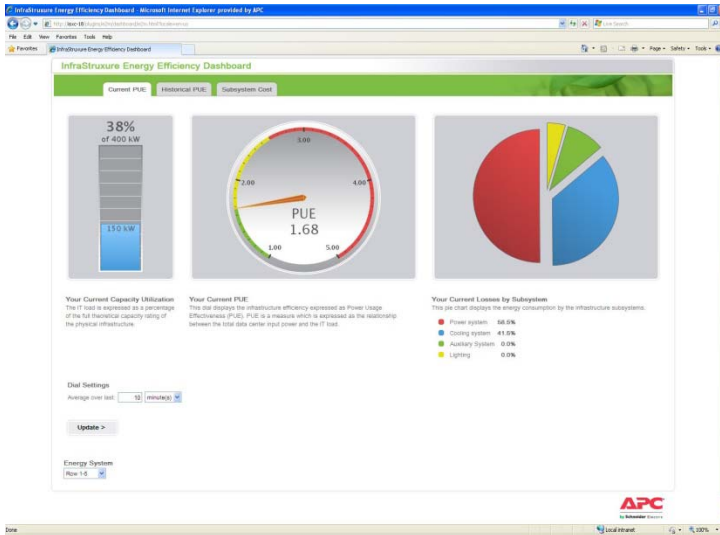 InfraStruxure Energy Efficiency Dashboard - Microsoft Internet Explorer provided by APC
Live Search
File Edit View Favorites Tools Help
Favorites InfraStruxure Energy Efficiency Dashboard
Page Safety Tools
InfraStruxure Energy Efficiency Dashboard
Current PUE Historical PUE Subsystem Cost
38%
of 400 kW
150 kW
3.00
2.00 4.00
PUE
1.68
1.00 5.00
Your Current Capacity Utilization
The IT load is expressed as a percentage
of the full theoretical capacity rating of
the physical infrastructure.
Your Current PUE
This dial displays the infrastructure efficiency expressed as Power Usage
Effectiveness (PUE). PUE is a measure which is expressed as the relationship
between the total data center input power and the IT load.
Your Current Losses by Subsystem
This pie chart displays the energy consumption by the infrastructure subsystems.
Power system 58.5%
Cooling system 41.5%
Auxiliary System 0.0%
Lighting 0.0%
Dial Settings
Average over last: 12 minute(s)
Update >
Energy System
Row 1-5
APC
by Schneider Electric
Done Local intranet 100%